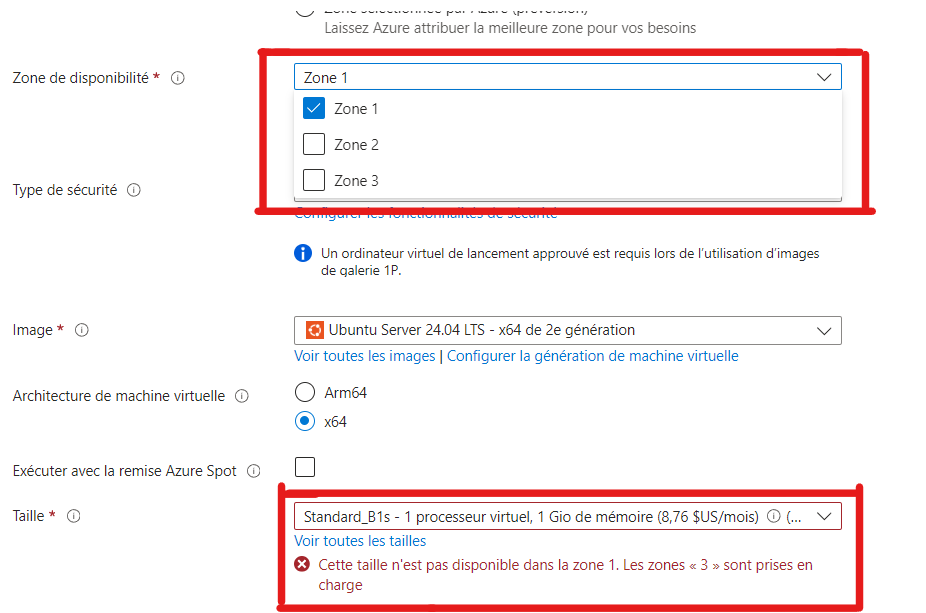 Zone sélectionnée par Azure (préversion)
Laissez Azure attribuer la meilleure zone pour vos besoins
Zone de disponibilité *
Zone 1
Zone 1
Zone 2
Zone 3
Type de sécurité
Configurer les fonctionnalités de sécurité
Un ordinateur virtuel de lancement approuvé est requis lors de l'utilisation d'images
de galerie 1P.
Image *
Ubuntu Server 24.04 LTS - x64 de 2e génération
Voir toutes les images | Configurer la génération de machine virtuelle
Architecture de machine virtuelle
Arm64
x64
Exécuter avec la remise Azure Spot
Taille *
Standard_B1s - 1 processeur virtuel, 1 Gio de mémoire (8,76 $US/mois) (...
Voir toutes les tailles
Cette taille n'est pas disponible dans la zone 1. Les zones « 3 » sont prises en
charge